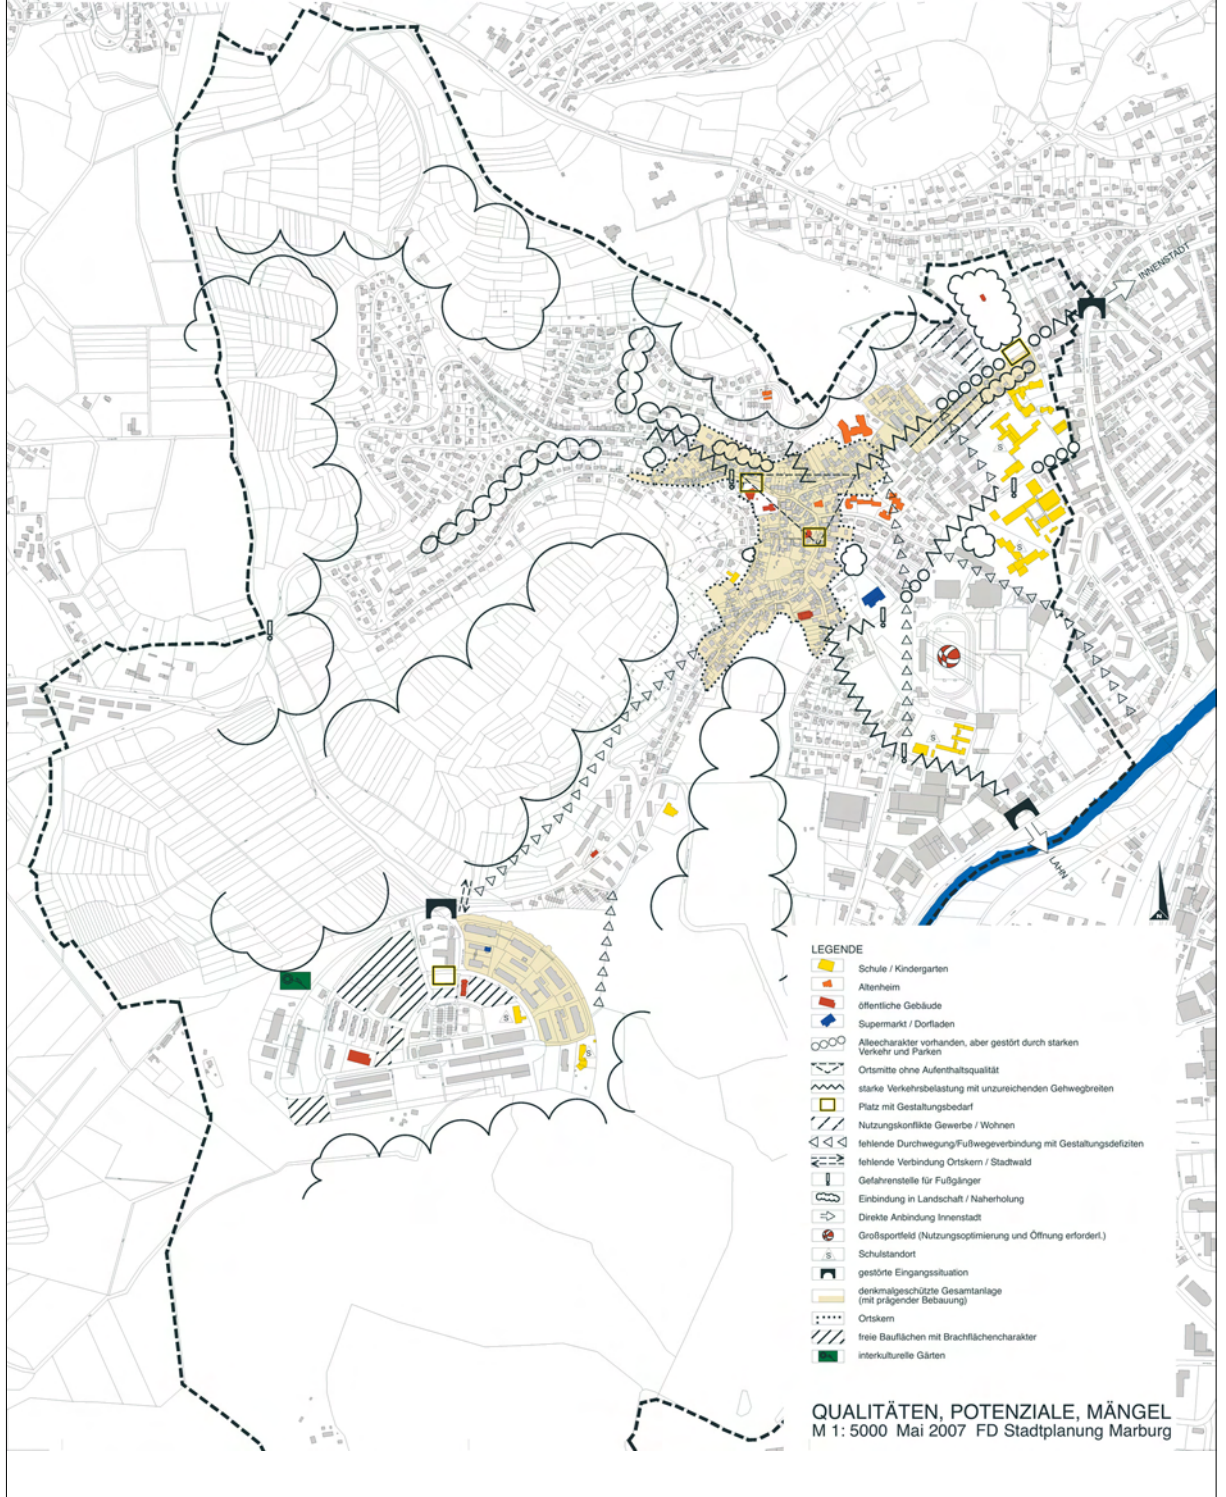 INNENSTADT
S
S
S
LAHN
N
S
S
LEGENDE
Schule / Kindergarten
Altenheim
öffentliche Gebäude
Supermarkt / Dorfladen
Alleecharakter vorhanden, aber gestört durch starken
Verkehr und Parken
Ortsmitte ohne Aufenthaltsqualität
starke Verkehrsbelastung mit unzureichenden Gehwegbreiten
Platz mit Gestaltungsbedarf
Nutzungskonflikte Gewerbe / Wohnen
fehlende Durchwegung/Fußwegeverbindung mit Gestaltungsdefiziten
fehlende Verbindung Ortskern / Stadtwald
Gefahrenstelle für Fußgänger
Einbindung in Landschaft / Naherholung
Direkte Anbindung Innenstadt
Großsportfeld (Nutzungsoptimierung und Öffnung erforderl.)
S Schulstandort
gestörte Eingangssituation
denkmalgeschützte Gesamtanlage
(mit prägender Bebauung)
Ortskern
freie Bauflächen mit Brachflächencharakter
interkulturelle Gärten
QUALITÄTEN, POTENZIALE, MÄNGEL
M 1: 5000 Mai 2007 FD Stadtplanung Marburg